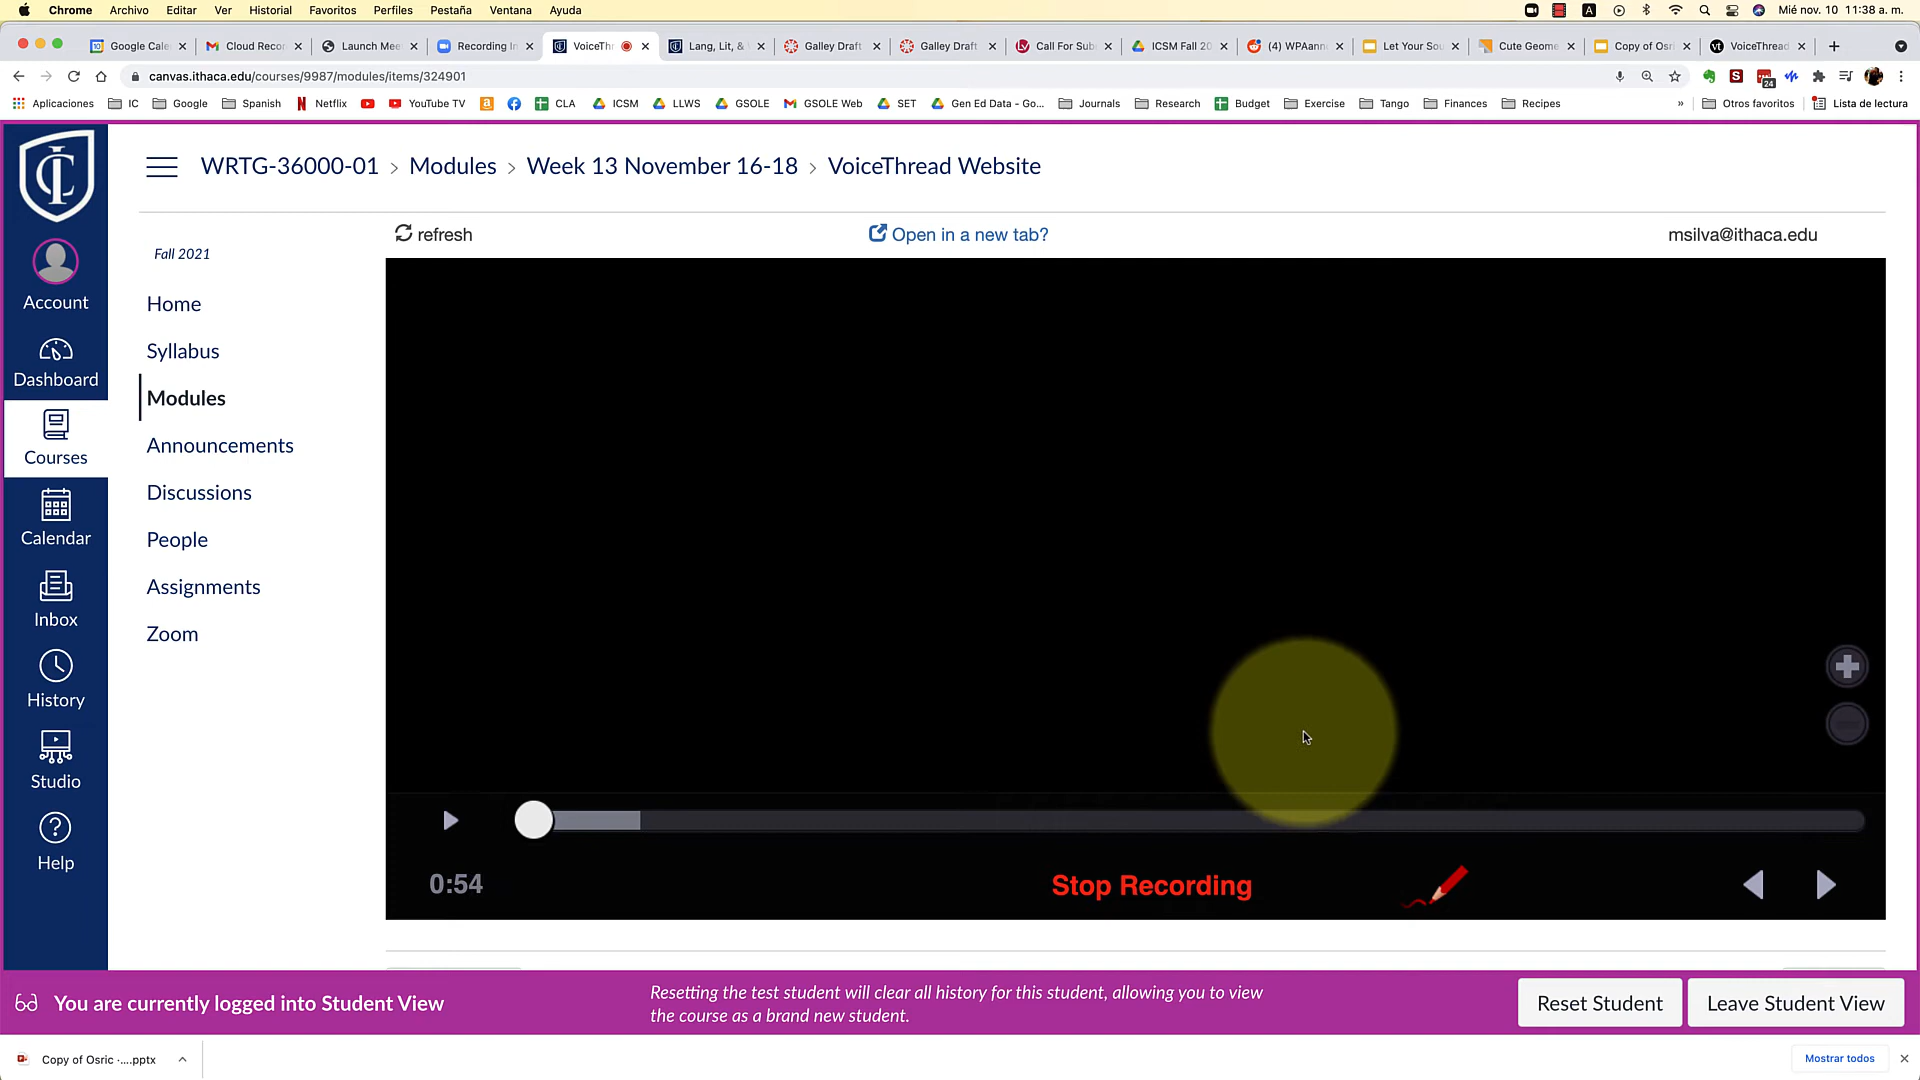 Chrome Archivo Editar Ver Historial Favoritos Perfiles Pestaña Ventana Ayuda A Mié nov. 10 11:38 a. m.
Google Cale Cloud Recor Launch Mee Recording In VoiceTh Lang, Lit, & Galley Draft Galley Draft Call For Sub ICSM Fall 20 (4) WPAann Let Your Sou Cute Geome Copy of Osri VoiceThread
canvas.ithaca.edu/courses/9987/modules/items/324901
Aplicaciones IC Google Spanish Netflix YouTube TV CLA ICSM LLWS GSOLE GSOLE Web SET Gen Ed Data - Go... Journals Research Budget Exercise Tango Finances Recipes » Otros favoritos Lista de lectura
WRTG-36000-01 > Modules > Week 13 November 16-18 > VoiceThread Website
refresh Open in a new tab? msilva@ithaca.edu
Fall 2021
Home
Syllabus
Modules
Announcements
Discussions
People
Assignments
Zoom
Account
Dashboard
Courses
Calendar
Inbox
History
Studio
Help
0:54 Stop Recording
You are currently logged into Student View
Resetting the test student will clear all history for this student, allowing you to view
the course as a brand new student.
Reset Student Leave Student View
Copy of Osric -....pptx Mostrar todos